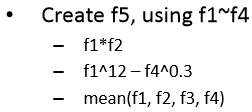 • Create f5, using f1~f4
– f1*f2
– f1^12 – f4^0.3
– mean(f1, f2, f3, f4)